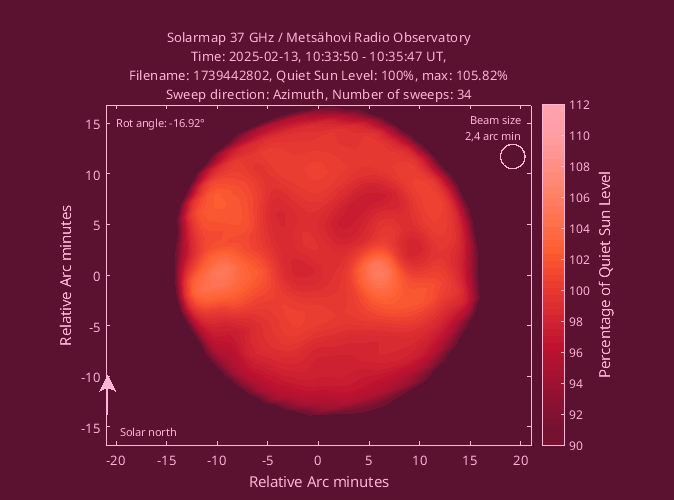 Solarmap 37 GHz / Metsähovi Radio Observatory
Time: 2025-02-13, 10:33:50 - 10:35:47 UT,
Filename: 1739442802, Quiet Sun Level: 100%, max: 105.82%
Sweep direction: Azimuth, Number of sweeps: 34
Rot angle: -16.92°
Beam size
2,4 arc min
Solar north
15
10
5
0
-5
-10
-15
Relative Arc minutes
-20
-15
-10
-5
0
5
10
15
20
Relative Arc minutes
112
110
108
106
104
102
100
98
96
94
92
90
Percentage of Quiet Sun Level